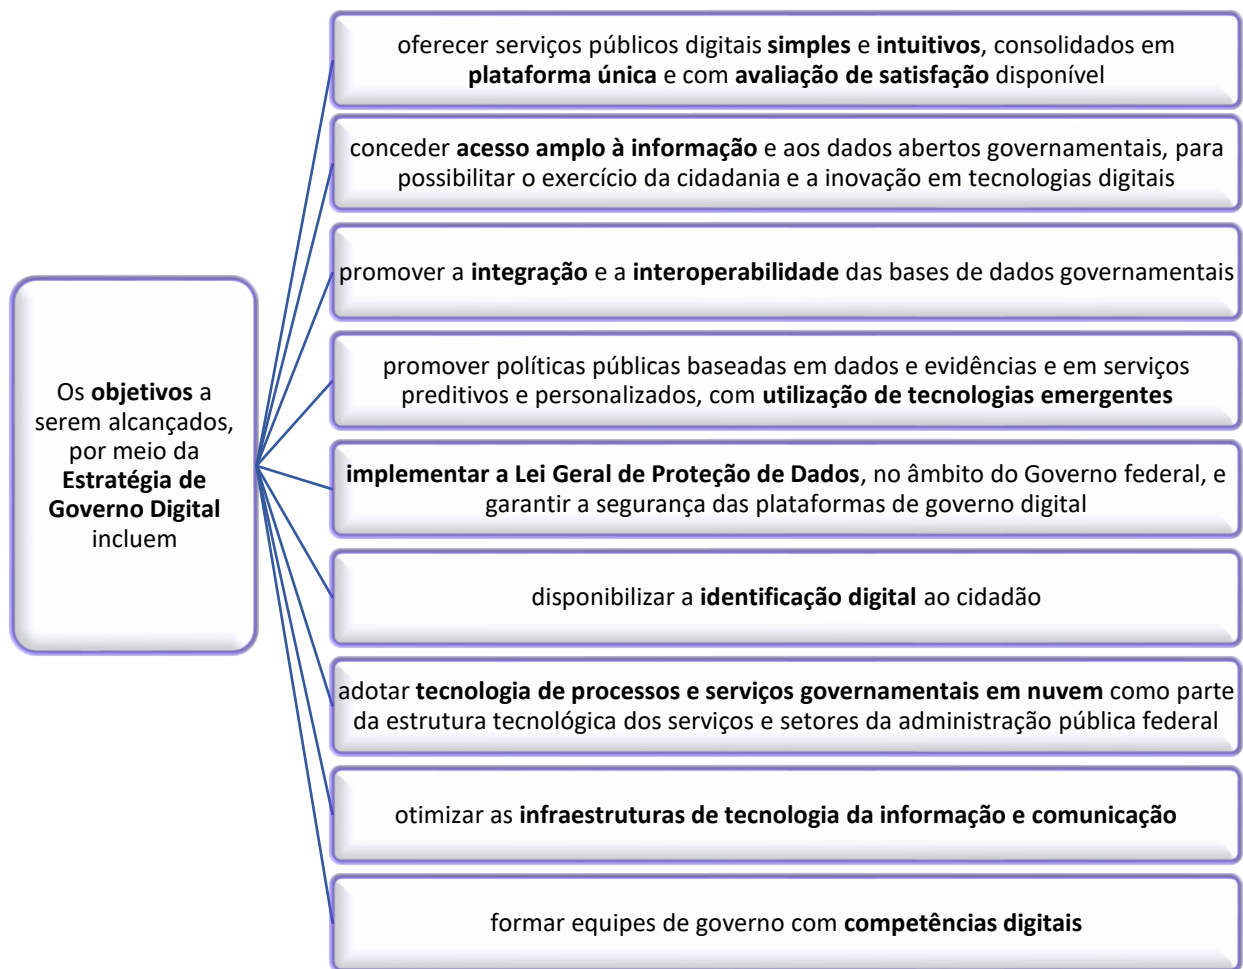 Os objetivos a
serem alcançados,
por meio da
Estratégia de
Governo Digital
incluem
oferecer serviços públicos digitais simples e intuitivos, consolidados em
plataforma única e com avaliação de satisfação disponível
conceder acesso amplo à informação e aos dados abertos governamentais, para
possibilitar o exercício da cidadania e a inovação em tecnologias digitais
promover a integração e a interoperabilidade das bases de dados governamentais
promover políticas públicas baseadas em dados e evidências e em serviços
preditivos e personalizados, com utilização de tecnologias emergentes
implementar a Lei Geral de Proteção de Dados, no âmbito do Governo federal, e
garantir a segurança das plataformas de governo digital
disponibilizar a identificação digital ao cidadão
adotar tecnologia de processos e serviços governamentais em nuvem como parte
da estrutura tecnológica dos serviços e setores da administração pública federal
otimizar as infraestruturas de tecnologia da informação e comunicação
formar equipes de governo com competências digitais